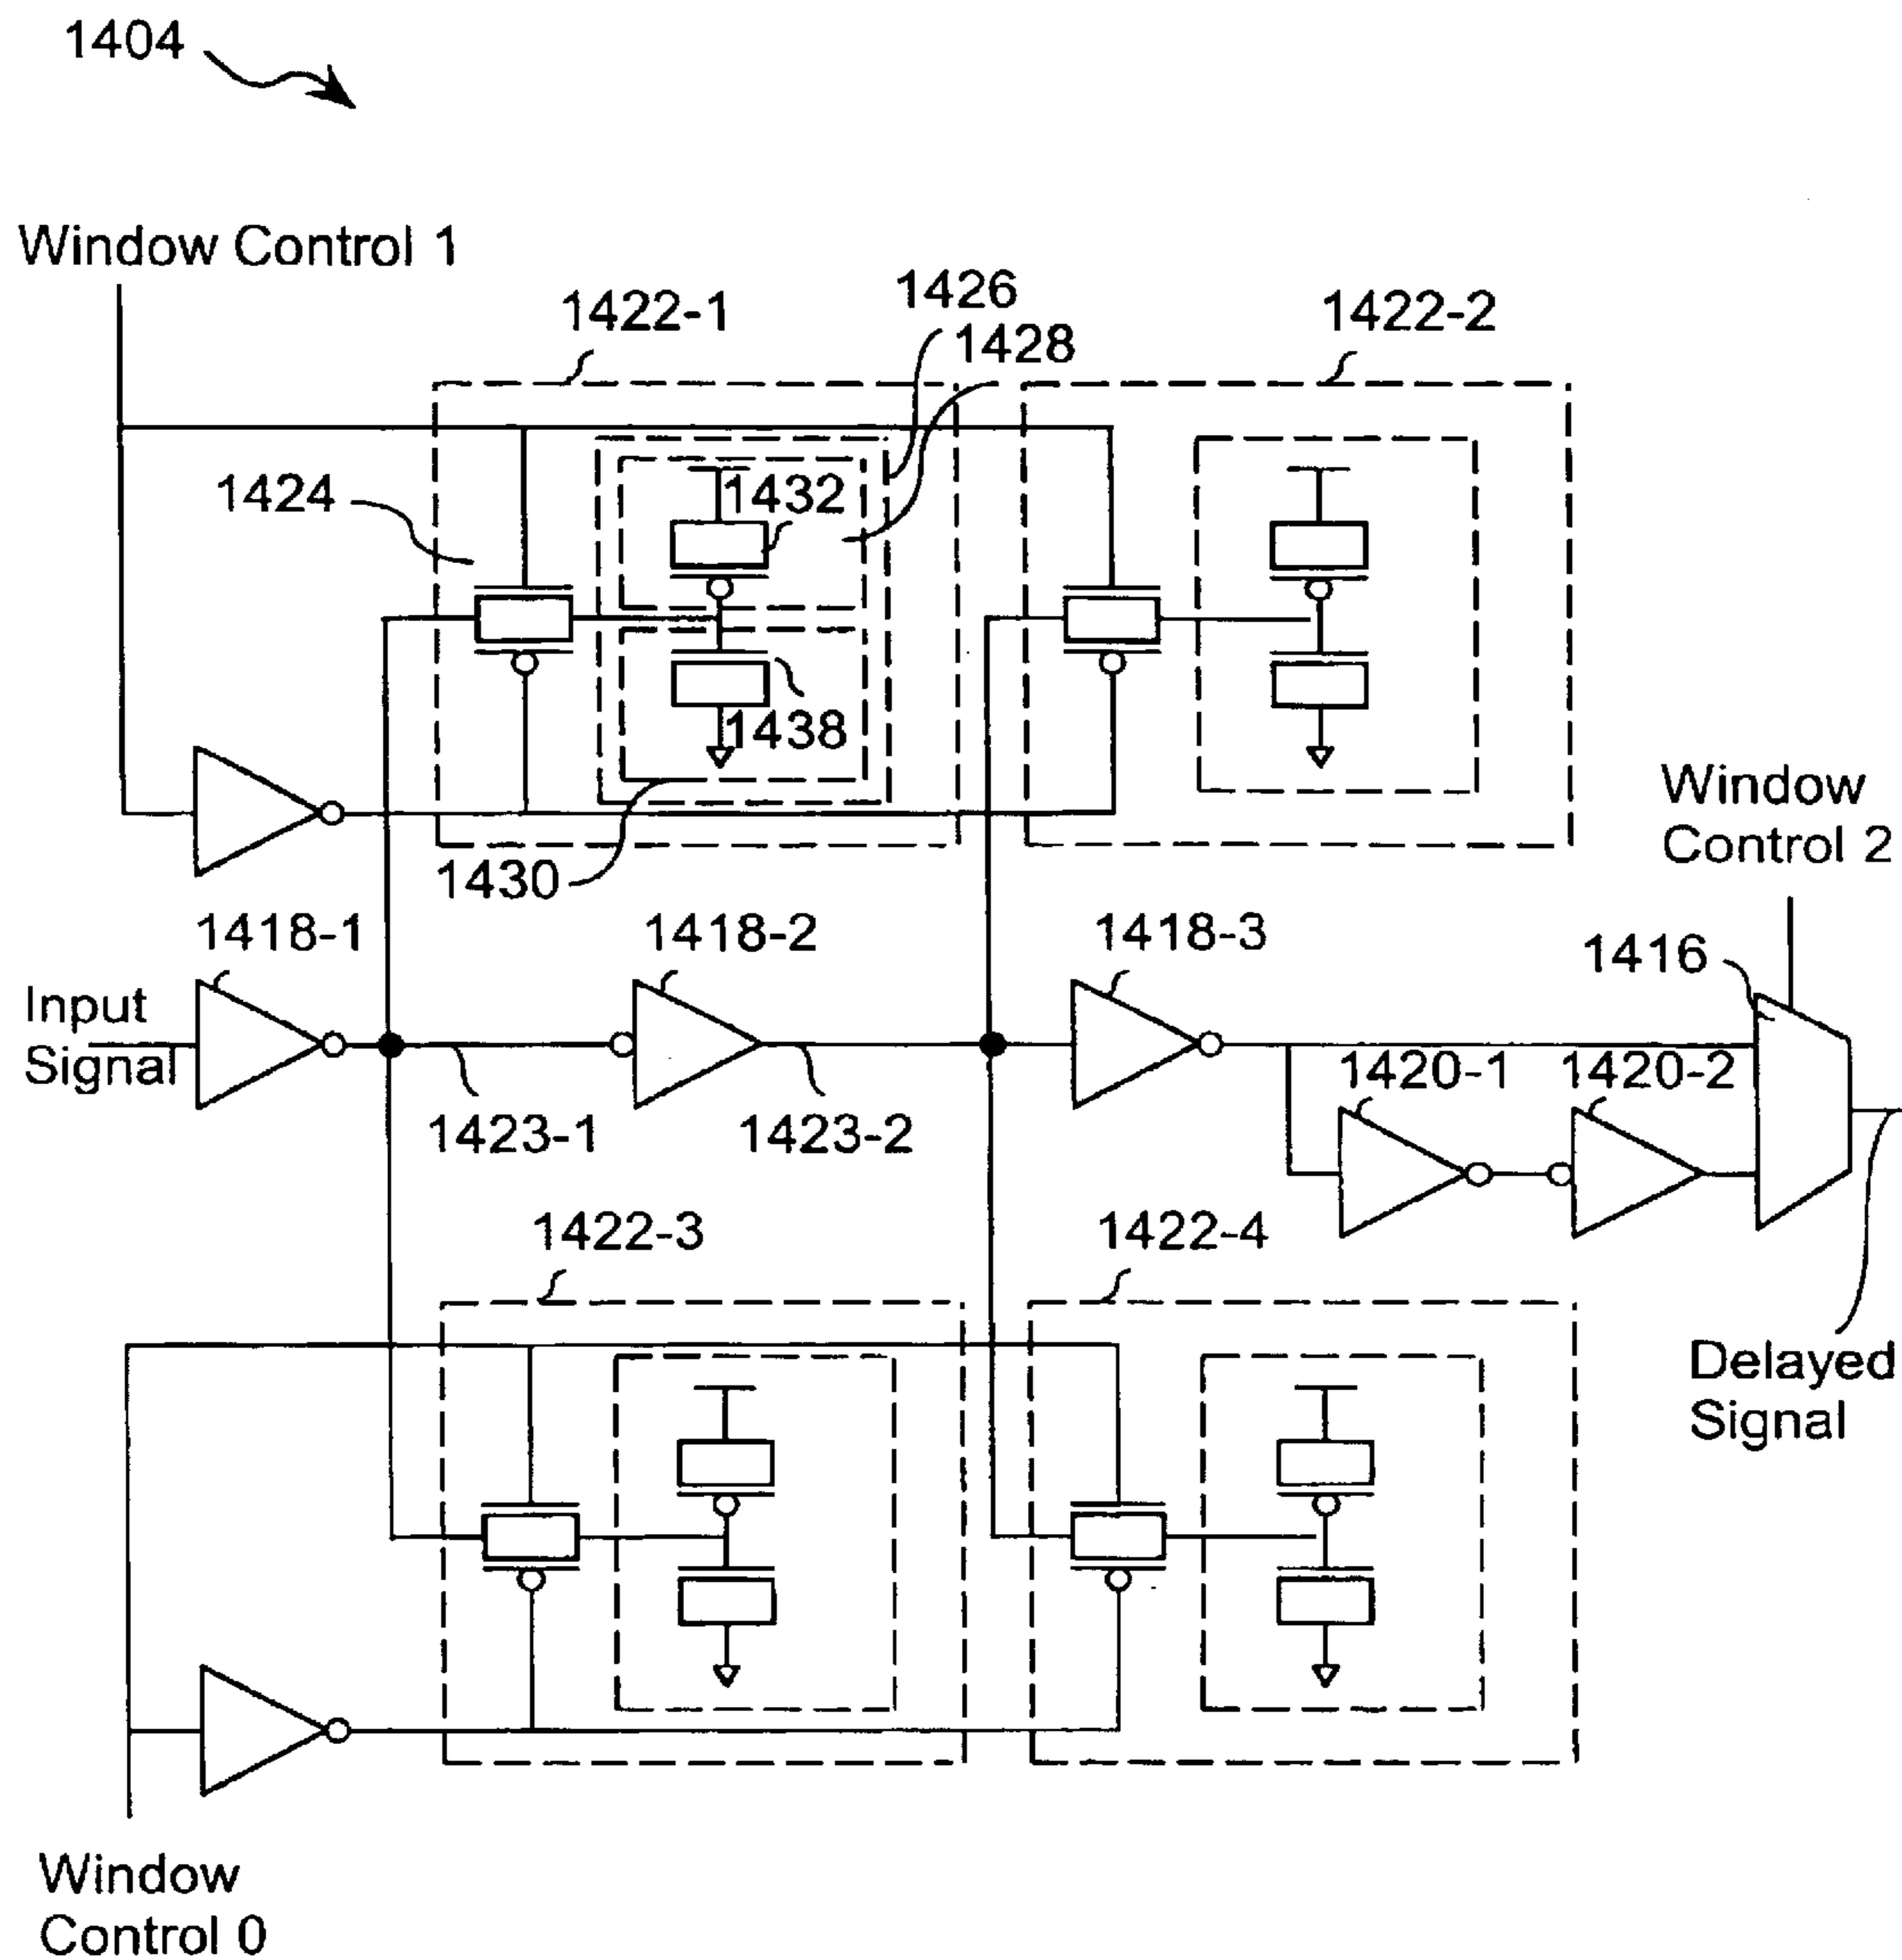 1404
Window Control 1
1422-1
1426
1428
1422-2
1424
1432
1438
1430
Window
Control 2
1418-1
1418-2
1418-3
1416
Input
Signal
1423-1
1423-2
1420-1
1420-2
1422-3
1422-4
Delayed
Signal
Window
Control 0